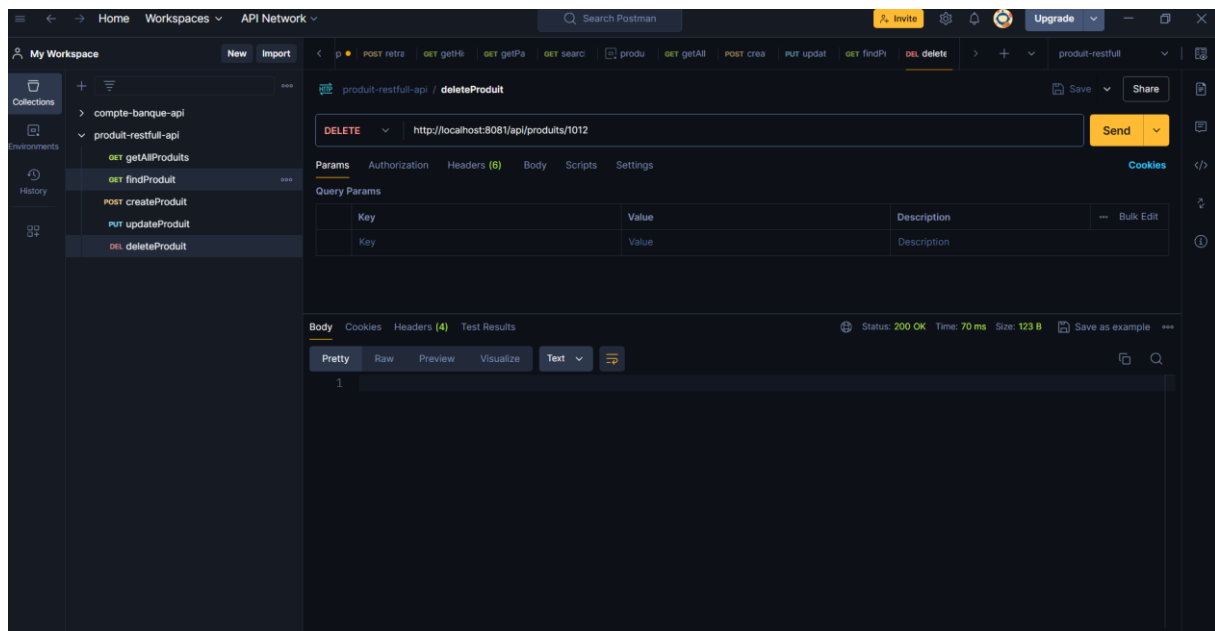 Home Workspaces API Network Search Postman Invite Upgrade
My Workspace New Import p POST retra GET getHi GET getPa GET searc produ GET getAll POST crea PUT updat GET findPr DEL delete produit-restfull
Collections
Environments
History
compte-banque-api
produit-restfull-api
GET getAllProduits
GET findProduit
POST createProduit
PUT updateProduit
DEL deleteProduit
HTTP produit-restfull-api / deleteProduit Save Share
DELETE http://localhost:8081/api/produits/1012 Send
Params Authorization Headers (6) Body Scripts Settings Cookies
Query Params
Key Value Description Bulk Edit
Key Value Description
Body Cookies Headers (4) Test Results Status: 200 OK Time: 70 ms Size: 123 B Save as example
Pretty Raw Preview Visualize Text
1